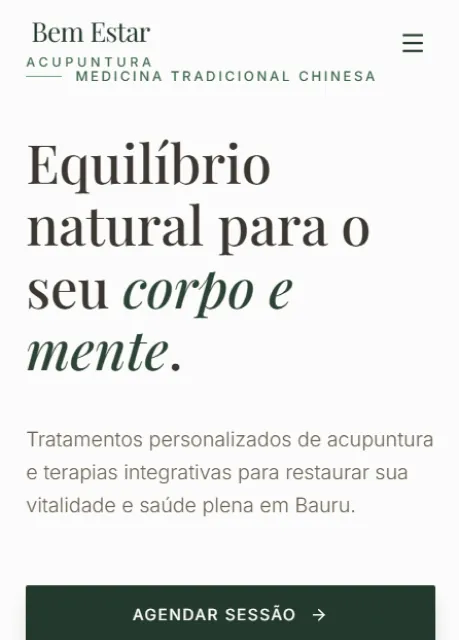 Bem Estar
ACUPUNTURA
MEDICINA TRADICIONAL CHINESA
Equilíbrio
natural para o
seu corpo e
mente.
Tratamentos personalizados de acupuntura
e terapias integrativas para restaurar sua
vitalidade e saúde plena em Bauru.
AGENDAR SESSÃO →